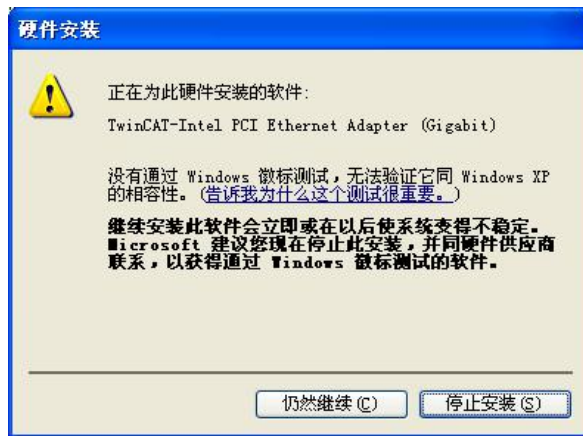 硬件安装
正在为此硬件安装的软件:
TwinCAT-Intel PCI Ethernet Adapter (Gigabit)
没有通过 Windows 徽标测试，无法验证它同 Windows XP
的相容性。(告诉我为什么这个测试很重要。)
继续安装此软件会立即或在以后使系统变得不稳定。
Microsoft 建议您现在停止此安装，并同硬件供应商
联系，以获得通过 Windows 徽标测试的软件。
仍然继续(C)
停止安装(S)